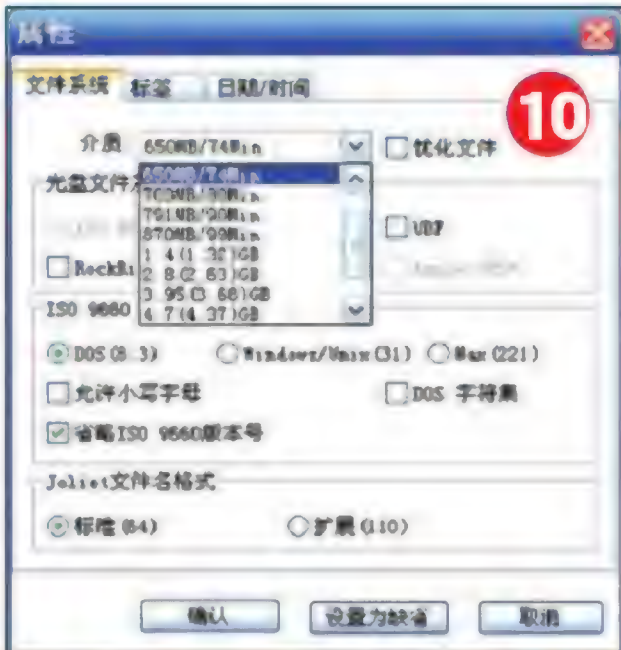 属性
10
文件系统 标签 日期/时间
介质 650MB/74Min 优化文件
光盘文件
650MB/74Min
703MB/80Min
791MB/90Min
870MB/99Min
1.4(1.32)GB
2.8(2.63)GB
3.95(3.68)GB
4.7(4.37)GB
UDF
RockRi
ISO 9660
DOS(8.3) Windows/Unix(31) Max(221)
允许小写字母 DOS 字符集
省略ISO 9660版本号
Joliet文件名格式
标准(64) 扩展(110)
确认 设置为缺省 取消